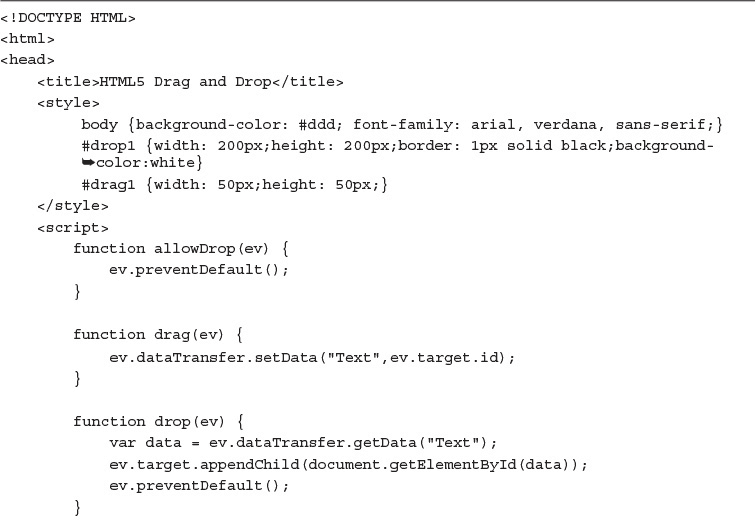 <!DOCTYPE HTML>
<html>
<head>
    <title>HTML5 Drag and Drop</title>
    <style>
        body {background-color: #ddd; font-family: arial, verdana, sans-serif;}
        #drop1 {width: 200px;height: 200px;border: 1px solid black;background-
        ➥color:white}
        #drag1 {width: 50px;height: 50px;}
    </style>
    <script>
        function allowDrop(ev) {
            ev.preventDefault();
        }

        function drag(ev) {
            ev.dataTransfer.setData("Text",ev.target.id);
        }

        function drop(ev) {
            var data = ev.dataTransfer.getData("Text");
            ev.target.appendChild(document.getElementById(data));
            ev.preventDefault();
        }